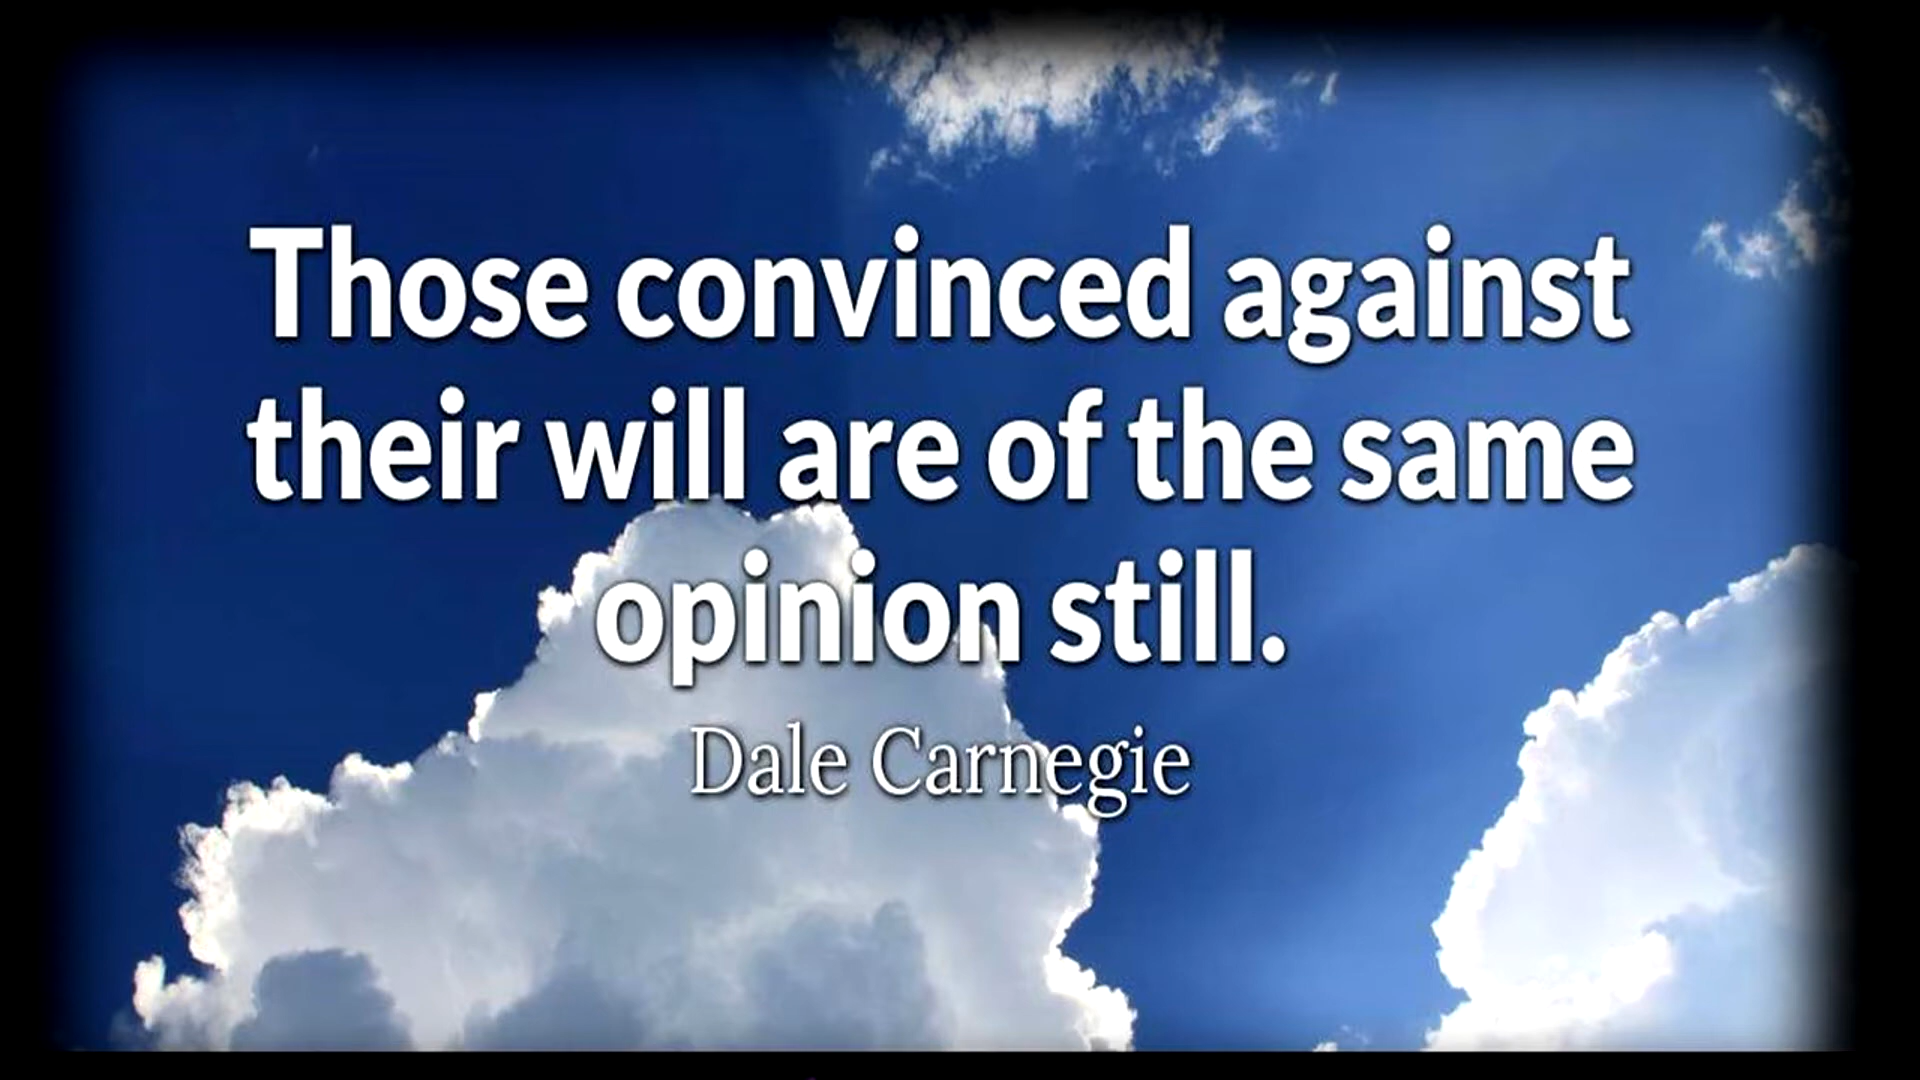 Those convinced against
their will are of the same
opinion still.
Dale Carnegie